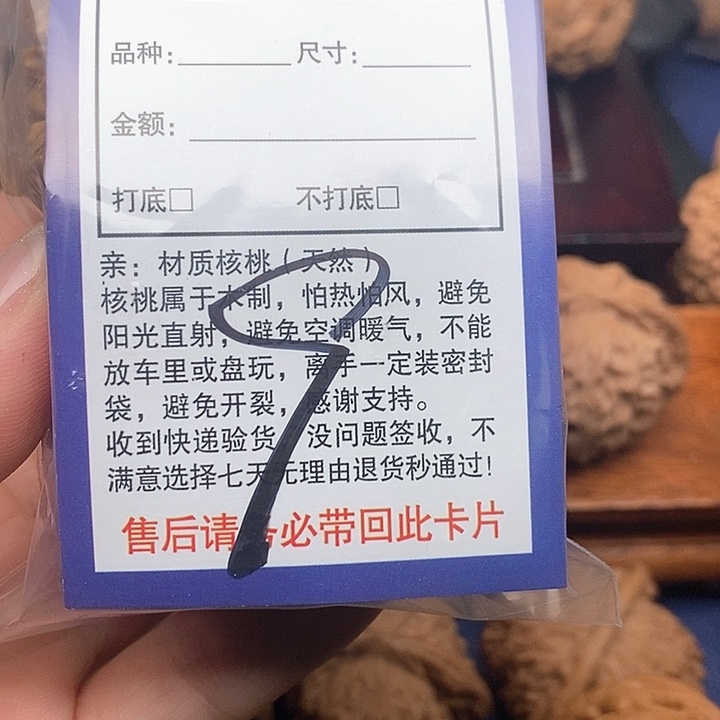 品种：________ 尺寸：________
金额：____________________
打底□ 不打底□
亲：材质核桃（天然）
核桃属于木制，怕热怕风，避免
阳光直射，避免空调暖气，不能
放车里或盘玩，离手一定装密封
袋，避免开裂，感谢支持。
收到快递验货，没问题签收，不
满意选择七天无理由退货秒通过！
售后请务必带回此卡片
9